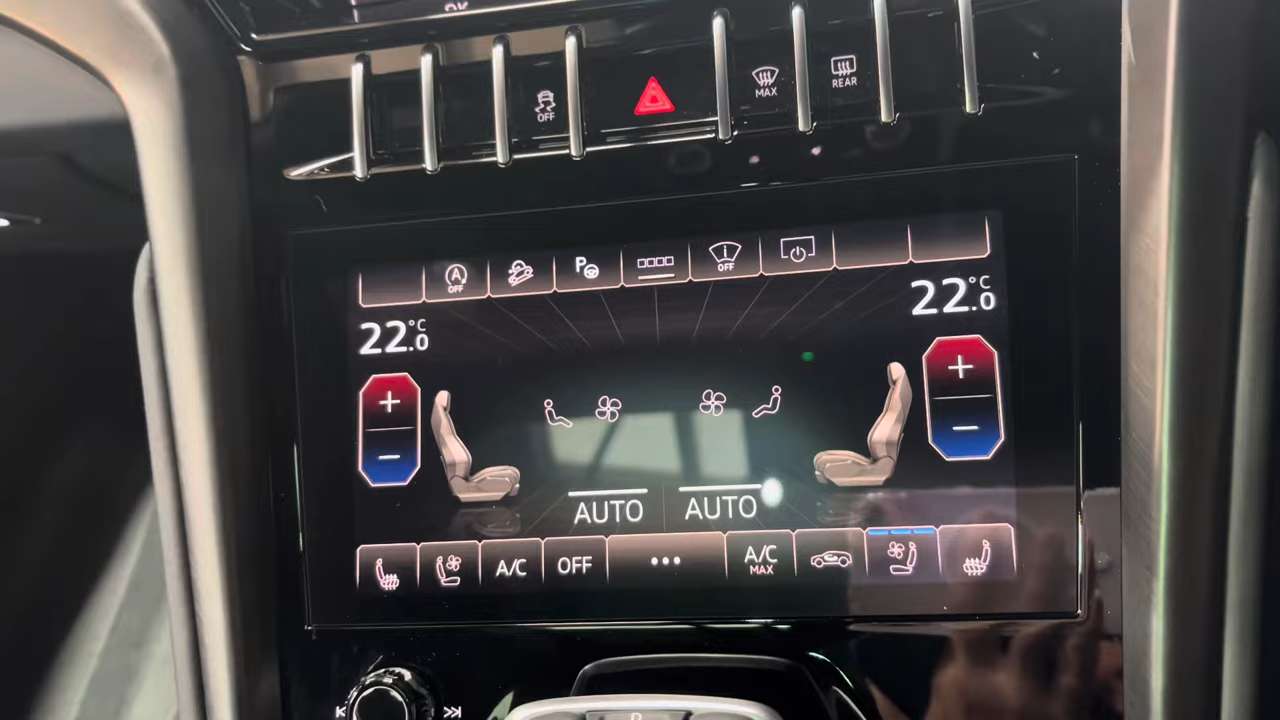 OFF
MAX
REAR
A
OFF
P
OFF
22.0°C
22.0°C
+
+
−
−
AUTO
AUTO
A/C
OFF
...
A/C
MAX